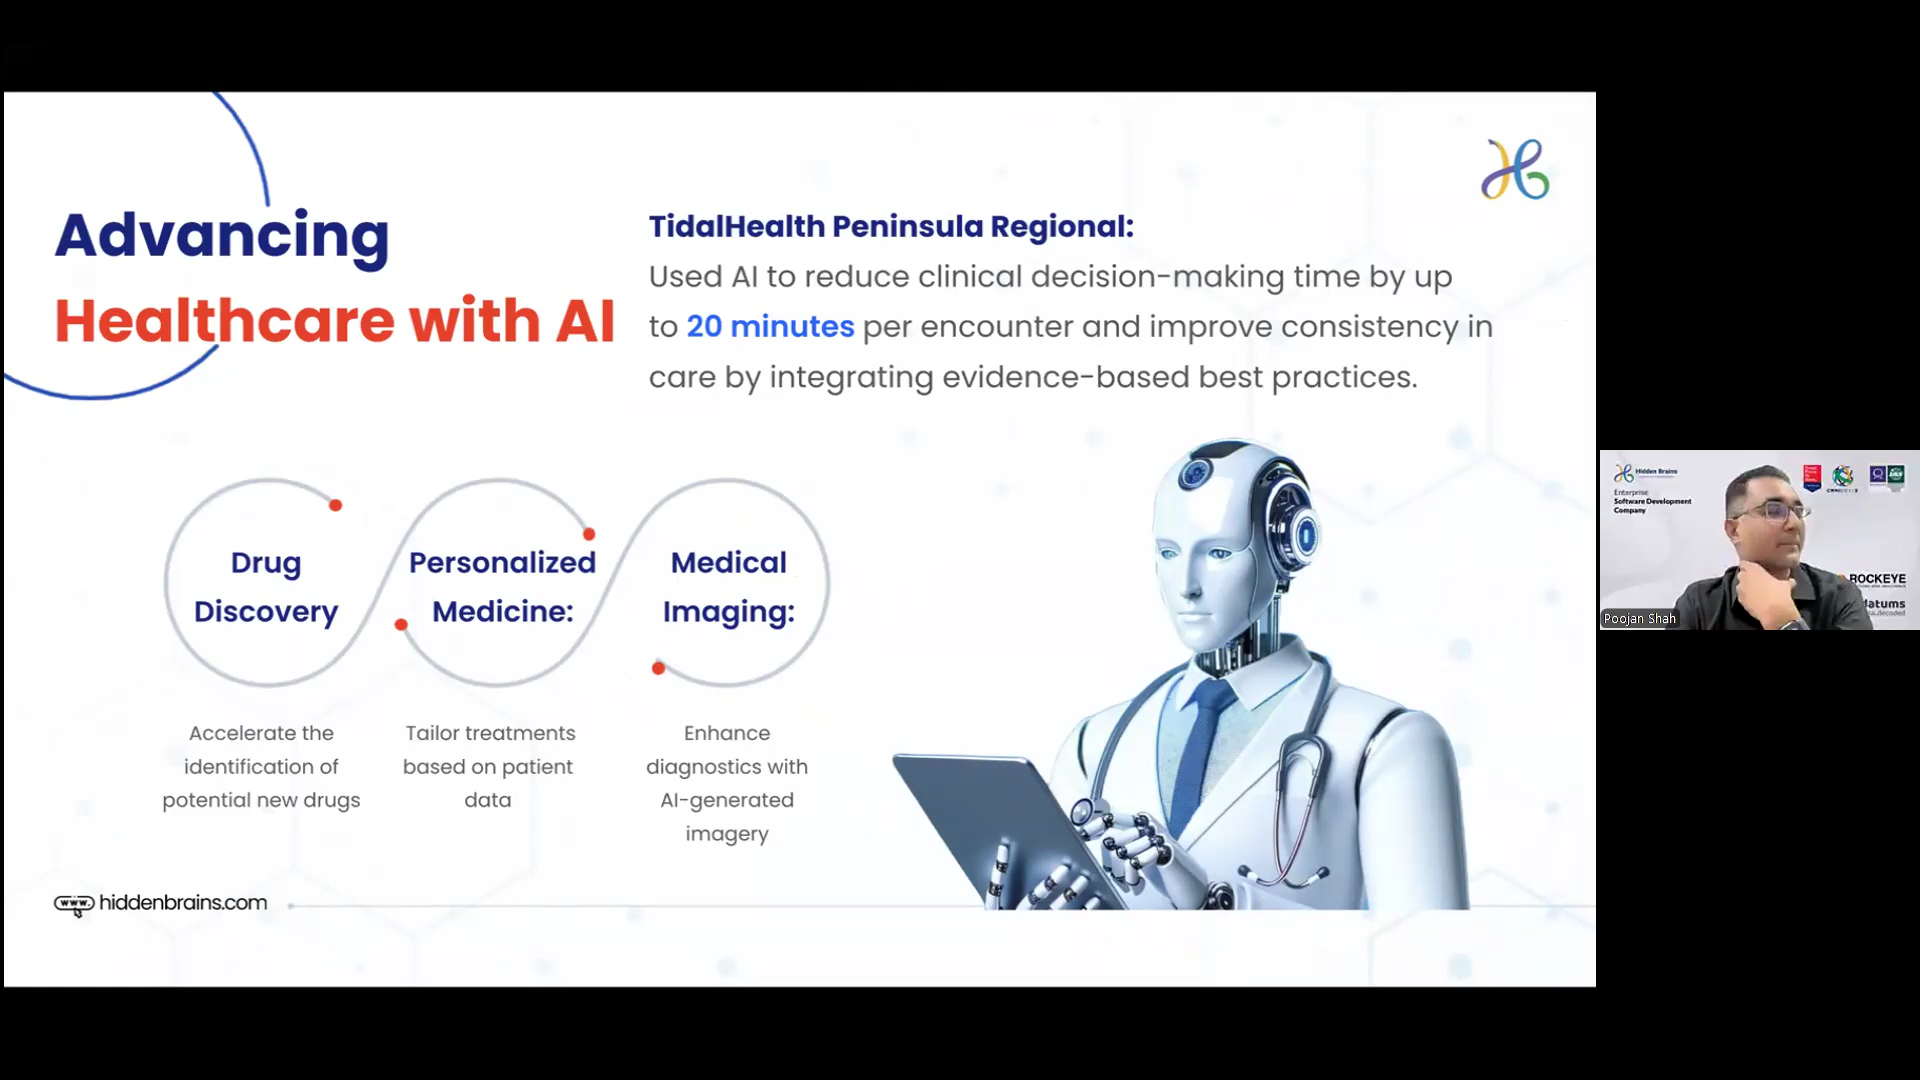 Advancing
Healthcare with AI
TidalHealth Peninsula Regional:
Used AI to reduce clinical decision-making time by up
to 20 minutes per encounter and improve consistency in
care by integrating evidence-based best practices.
Drug
Discovery
Personalized
Medicine:
Medical
Imaging:
Accelerate the
identification of
potential new drugs
Tailor treatments
based on patient
data
Enhance
diagnostics with
AI-generated
imagery
www. hiddenbrains.com
Hidden Brains
Enterprise
Software Development
Company
ROCKEYE
Poojan Shah